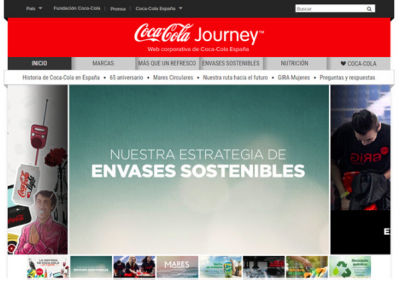 País Fundación Coca-Cola Prensa Coca-Cola España Buscar
Coca-Cola Journey™
Web corporativa de Coca-Cola España
INICIO MARCAS MÁS QUE UN REFRESCO ENVASES SOSTENIBLES NUTRICIÓN COCA-COLA
Historia de Coca-Cola en España • 65 aniversario • Mares Circulares • Nuestra ruta hacia el futuro • GIRA Mujeres • Preguntas y respuestas
NUESTRA ESTRATEGIA DE
ENVASES SOSTENIBLES
MARES